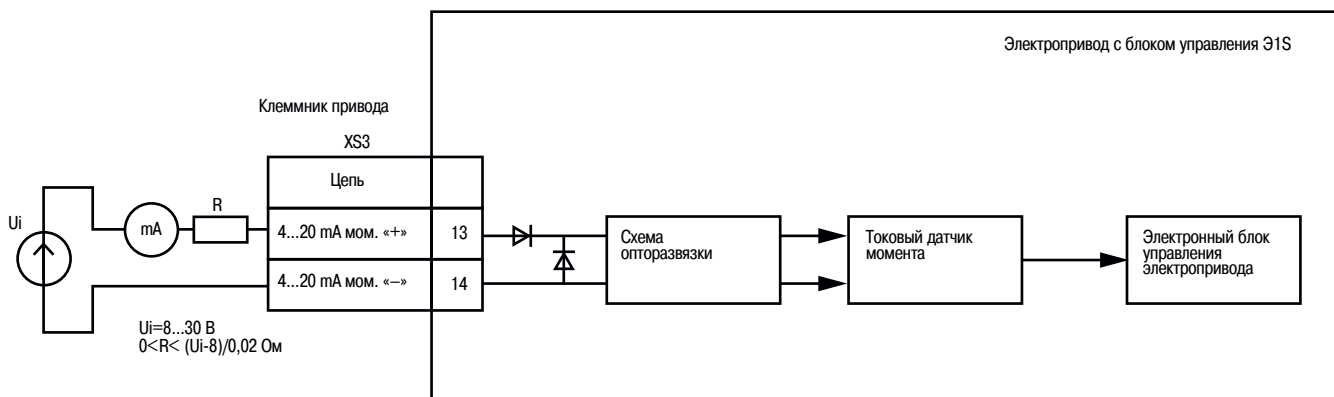 Электропривод с блоком управления Э1S
Клеммник привода
XS3
Цепь
Ui
mA
R
4...20 mA мом. «+»
13
4...20 mA мом. «–»
14
Схема
опторазвязки
Токовый датчик
момента
Электронный блок
управления
электропривода
Ui=8...30 В
0<R< (Ui-8)/0,02 Ом